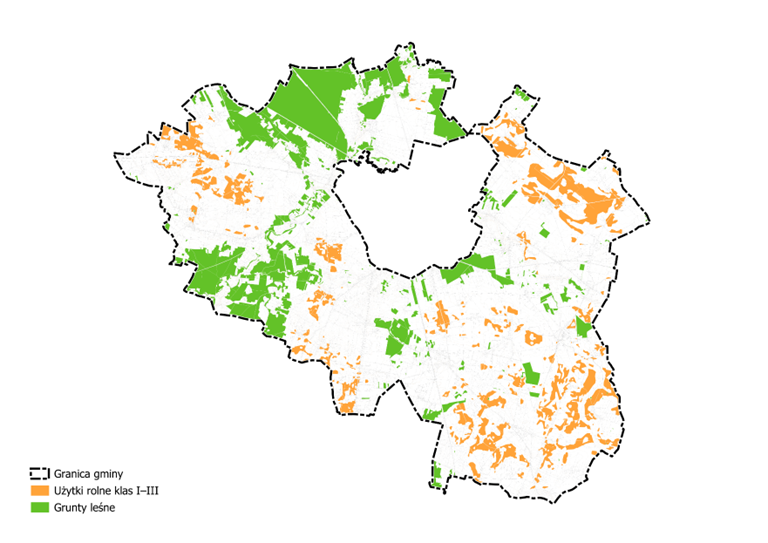 Granica gminy
Użytki rolne klas I–III
Grunty leśne